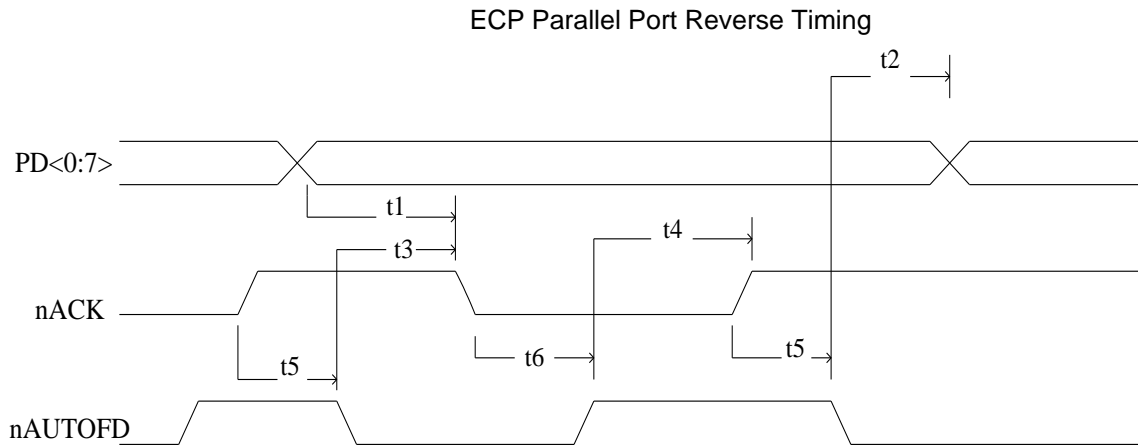 ECP Parallel Port Reverse Timing
t2
PD<0:7>
t1
t3
t4
nACK
t5
t6
t5
nAUTOFD